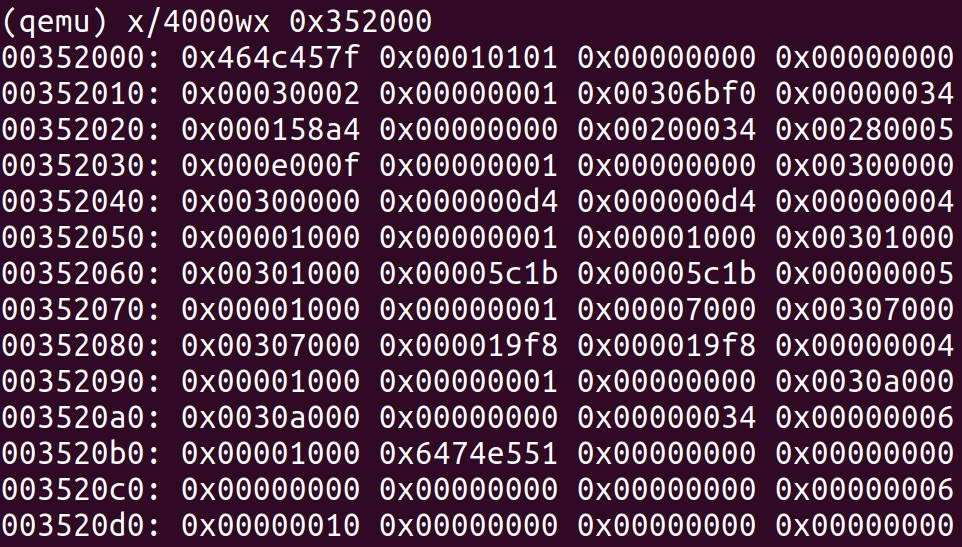 (qemu) x/4000wx 0x352000
00352000: 0x464c457f 0x00010101 0x00000000 0x00000000
00352010: 0x00030002 0x00000001 0x00306bf0 0x00000034
00352020: 0x000158a4 0x00000000 0x00200034 0x00280005
00352030: 0x000e000f 0x00000001 0x00000000 0x00300000
00352040: 0x00300000 0x000000d4 0x000000d4 0x00000004
00352050: 0x00001000 0x00000001 0x00001000 0x00301000
00352060: 0x00301000 0x00005c1b 0x00005c1b 0x00000005
00352070: 0x00001000 0x00000001 0x00007000 0x00307000
00352080: 0x00307000 0x000019f8 0x000019f8 0x00000004
00352090: 0x00001000 0x00000001 0x00000000 0x0030a000
003520a0: 0x0030a000 0x00000000 0x00000034 0x00000006
003520b0: 0x00001000 0x6474e551 0x00000000 0x00000000
003520c0: 0x00000000 0x00000000 0x00000000 0x00000006
003520d0: 0x00000010 0x00000000 0x00000000 0x00000000